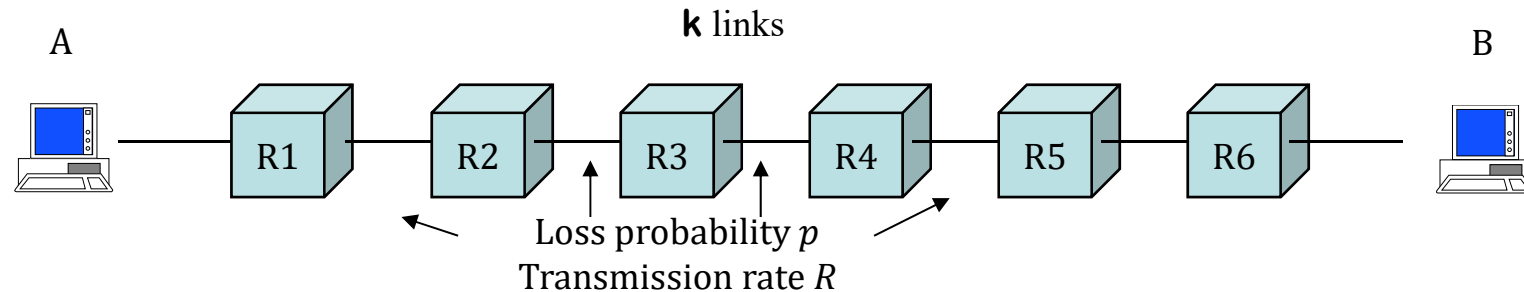 k links
A
B
R1
R2
R3
R4
R5
R6
Loss probability p
Transmission rate R